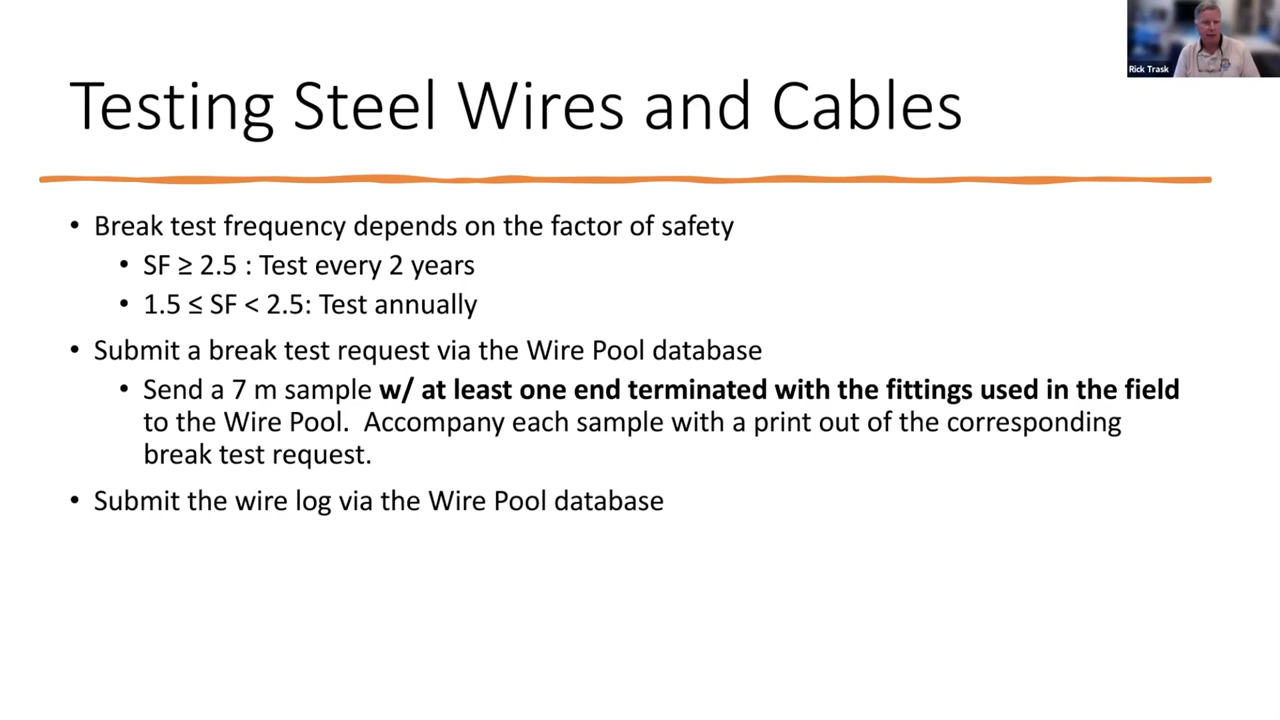 Rick Trask
Testing Steel Wires and Cables
• Break test frequency depends on the factor of safety
• SF ≥ 2.5 : Test every 2 years
• 1.5 ≤ SF < 2.5: Test annually
• Submit a break test request via the Wire Pool database
• Send a 7 m sample w/ at least one end terminated with the fittings used in the field
to the Wire Pool.  Accompany each sample with a print out of the corresponding
break test request.
• Submit the wire log via the Wire Pool database